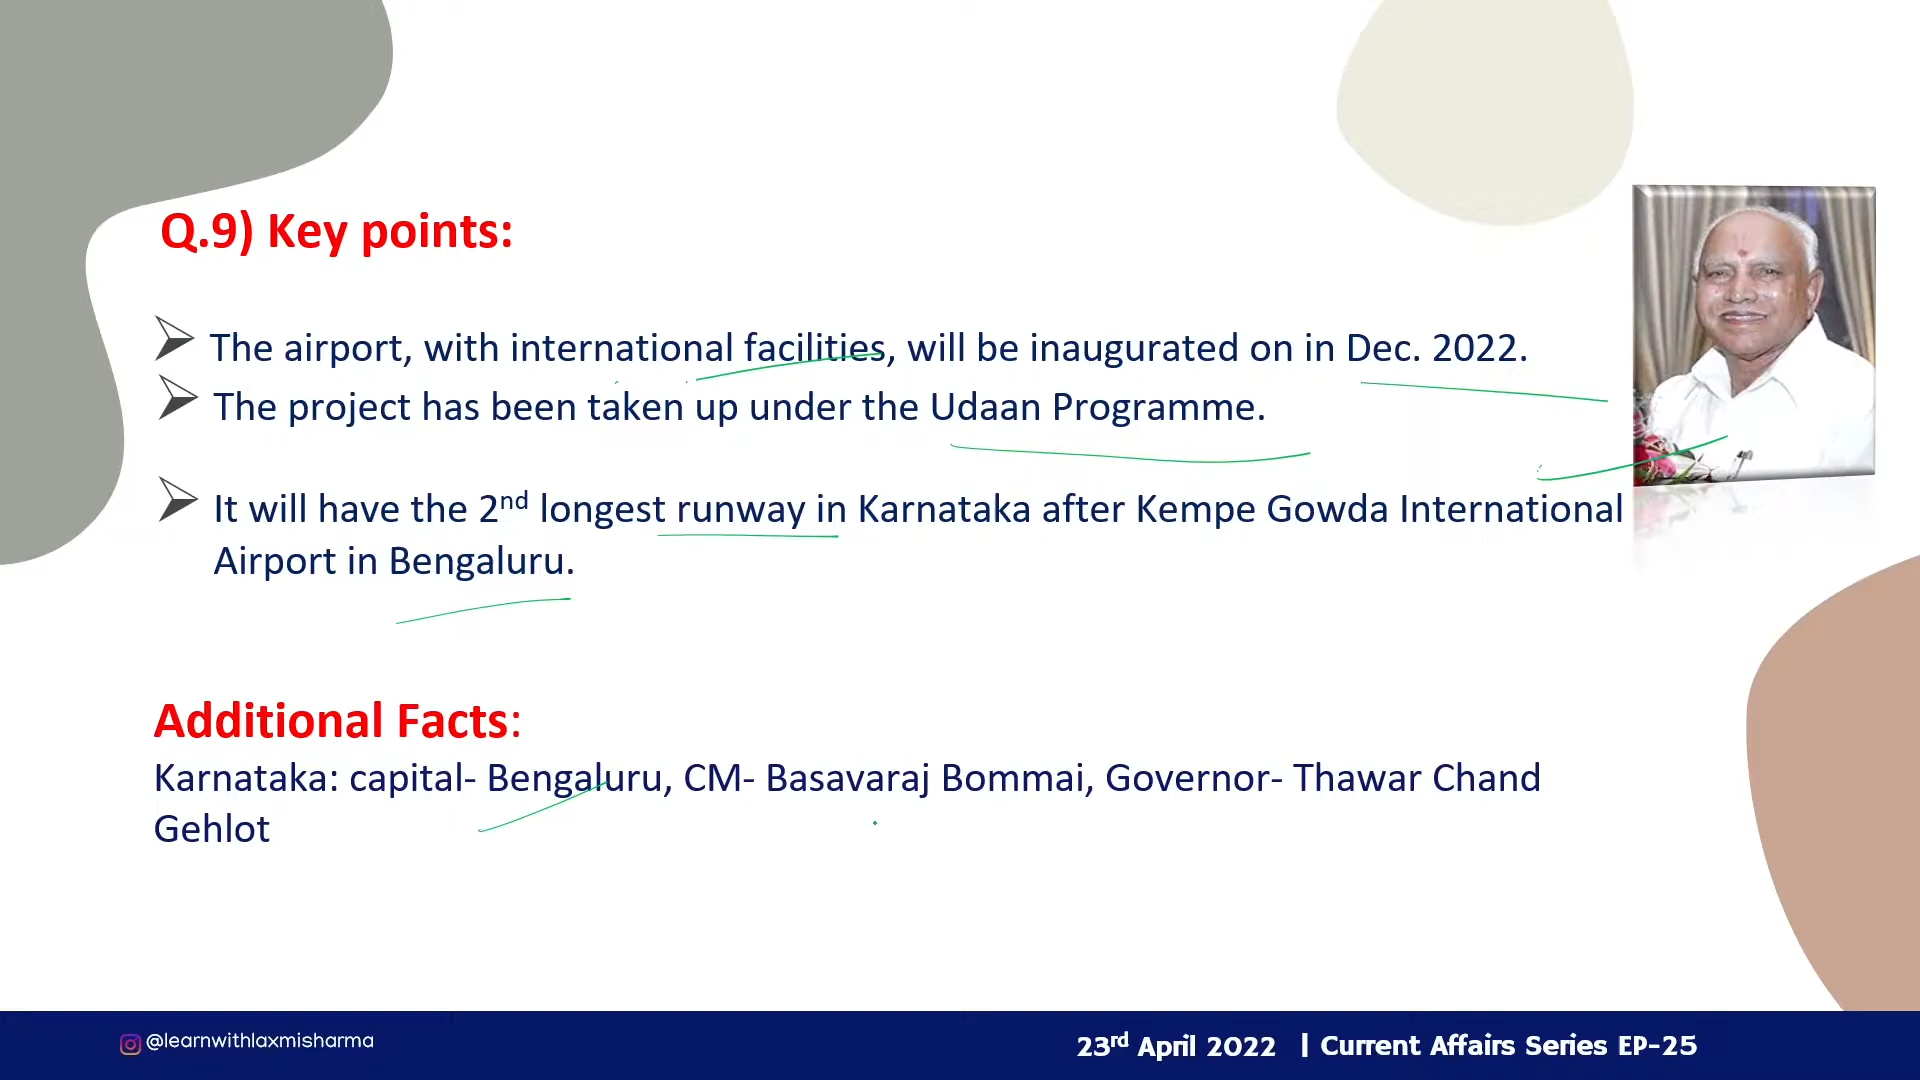 Q.9) Key points:
The airport, with international facilities, will be inaugurated on in Dec. 2022.
The project has been taken up under the Udaan Programme.
It will have the 2nd longest runway in Karnataka after Kempe Gowda International
Airport in Bengaluru.
Additional Facts:
Karnataka: capital- Bengaluru, CM- Basavaraj Bommai, Governor- Thawar Chand
Gehlot
@learnwithlaxmisharma
23rd April 2022 | Current Affairs Series EP-25